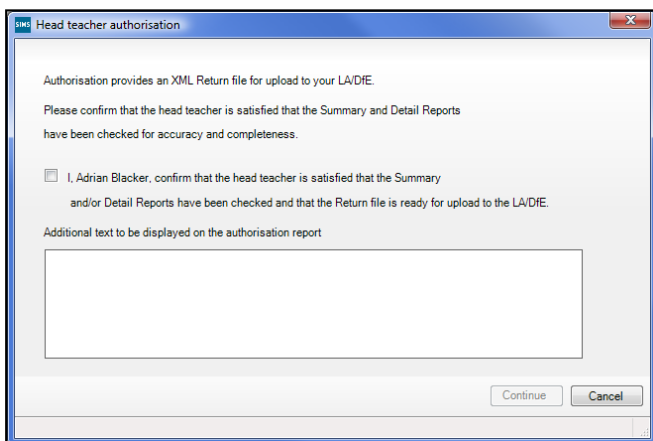 SIMS Head teacher authorisation
Authorisation provides an XML Return file for upload to your LA/DfE.
Please confirm that the head teacher is satisfied that the Summary and Detail Reports
have been checked for accuracy and completeness.
I, Adrian Blacker, confirm that the head teacher is satisfied that the Summary
and/or Detail Reports have been checked and that the Return file is ready for upload to the LA/DfE.
Additional text to be displayed on the authorisation report
Continue Cancel